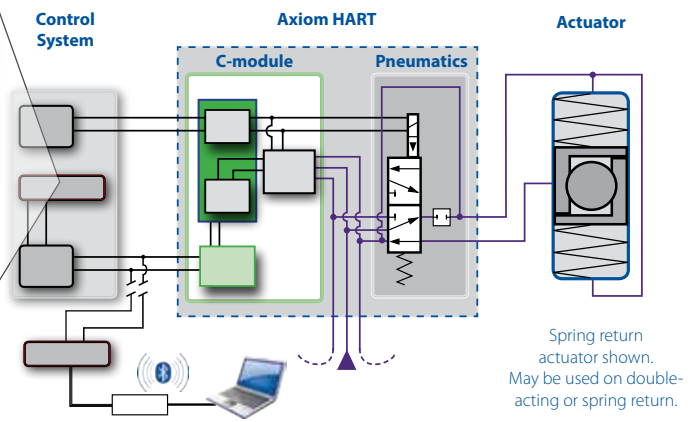 Control
System
Axiom HART
Actuator
C-module
Pneumatics
Spring return
actuator shown.
May be used on double-
acting or spring return.